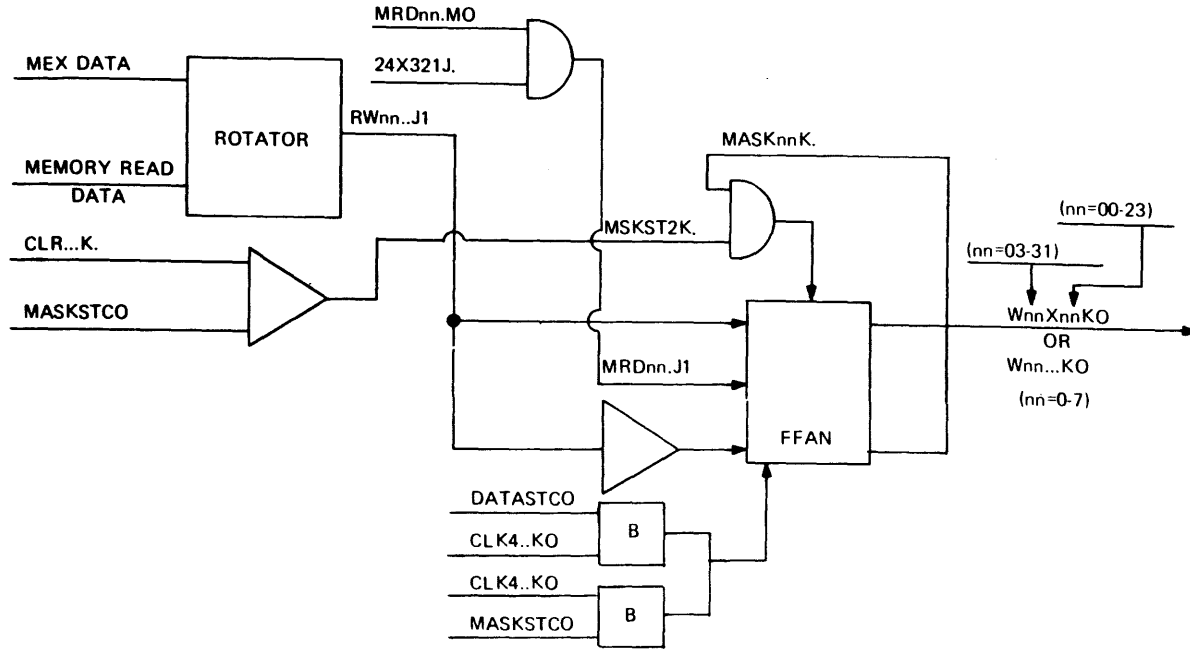 MRDnn.MO
24X321J.
MEX DATA
ROTATOR
RWnn..J1
MEMORY READ
DATA
MASKnnK.
CLR...K.
MSKST2K.
MASKSTCO
(nn=00-23)
(nn=03-31)
WnnXnnKO
OR
Wnn...KO
(nn=0-7)
MRDnn.J1
FFAN
DATASTCO
B
CLK4..KO
CLK4..KO
B
MASKSTCO